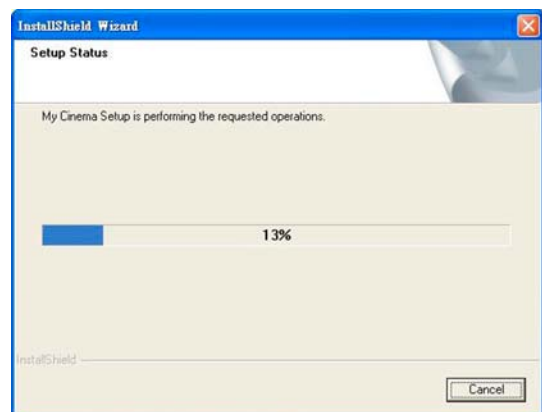 InstallShield Wizard
Setup Status
My Cinema Setup is performing the requested operations.
13%
InstallShield
Cancel